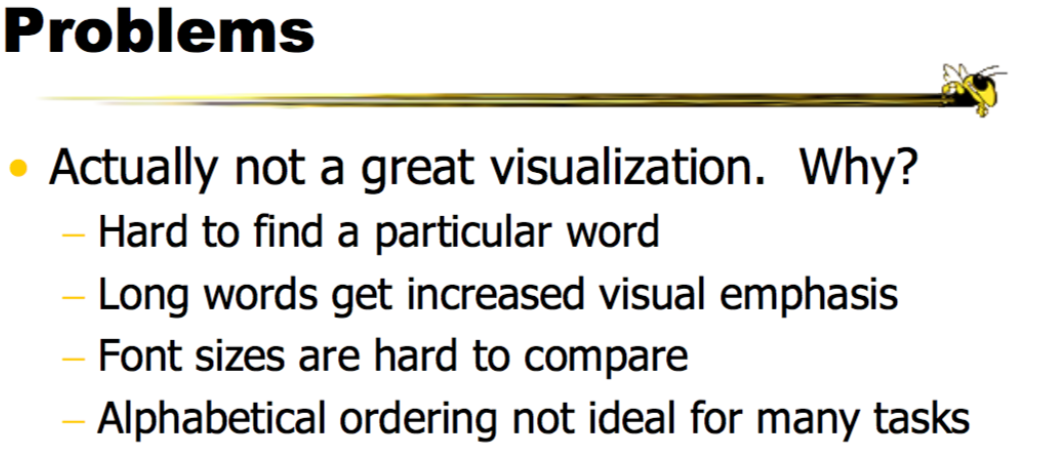 Problems
• Actually not a great visualization.  Why?
– Hard to find a particular word
– Long words get increased visual emphasis
– Font sizes are hard to compare
– Alphabetical ordering not ideal for many tasks